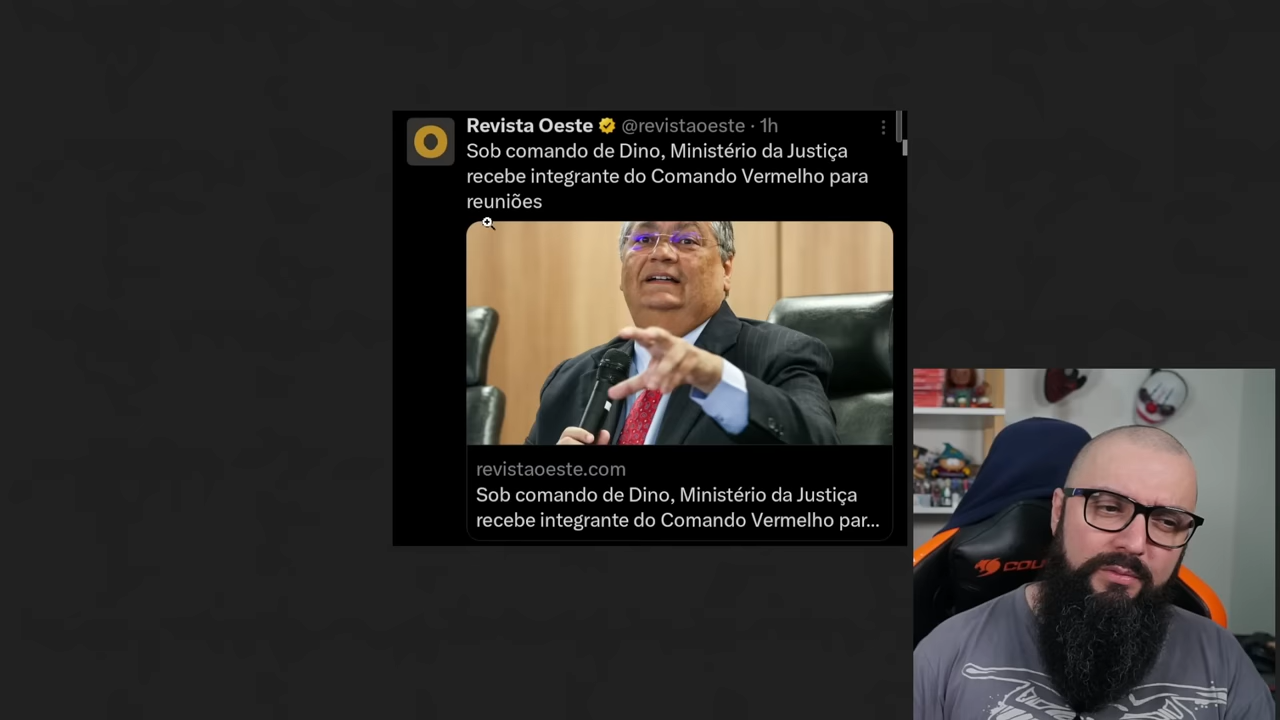 Revista Oeste @revistaoeste · 1h
Sob comando de Dino, Ministério da Justiça
recebe integrante do Comando Vermelho para
reuniões
revistaoeste.com
Sob comando de Dino, Ministério da Justiça
recebe integrante do Comando Vermelho par...